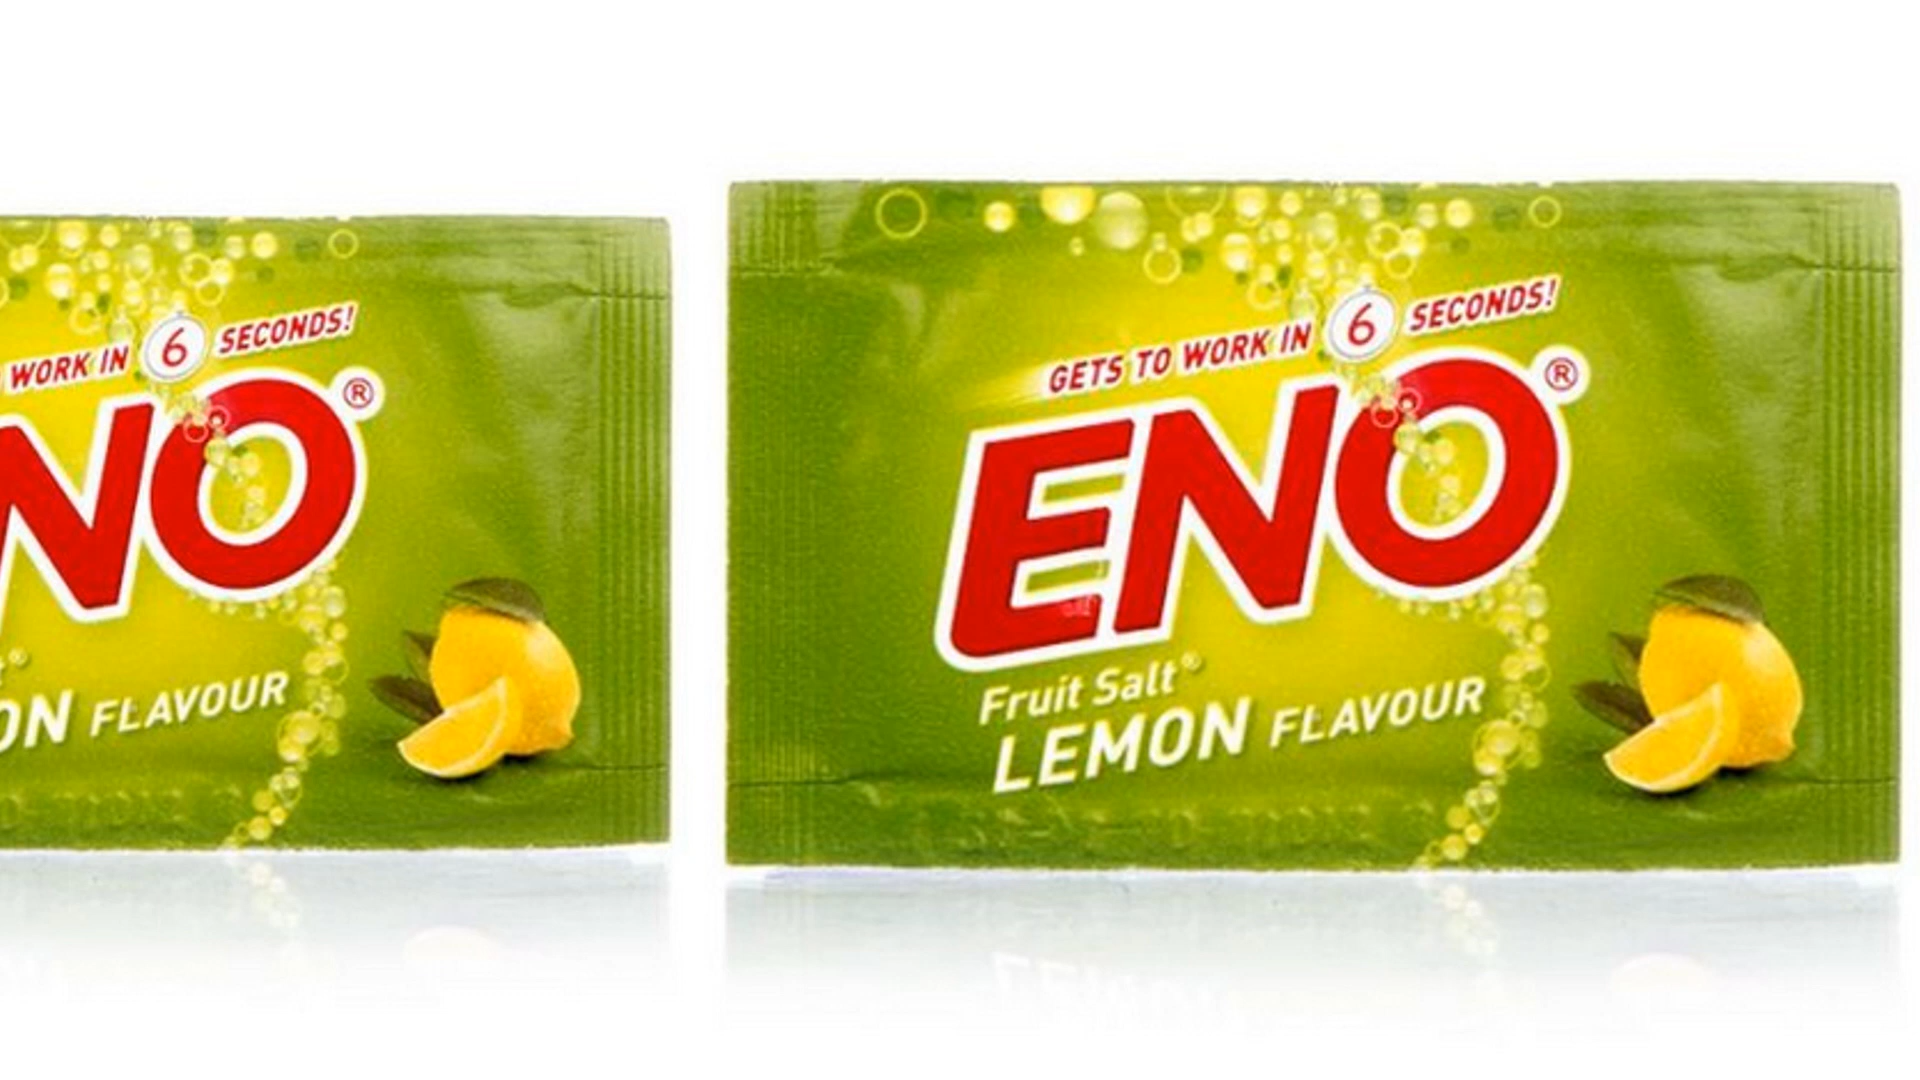 WORK IN 6 SECONDS!
NO®
ON FLAVOUR
GETS TO WORK IN 6 SECONDS!
ENO®
Fruit Salt®
LEMON FLAVOUR